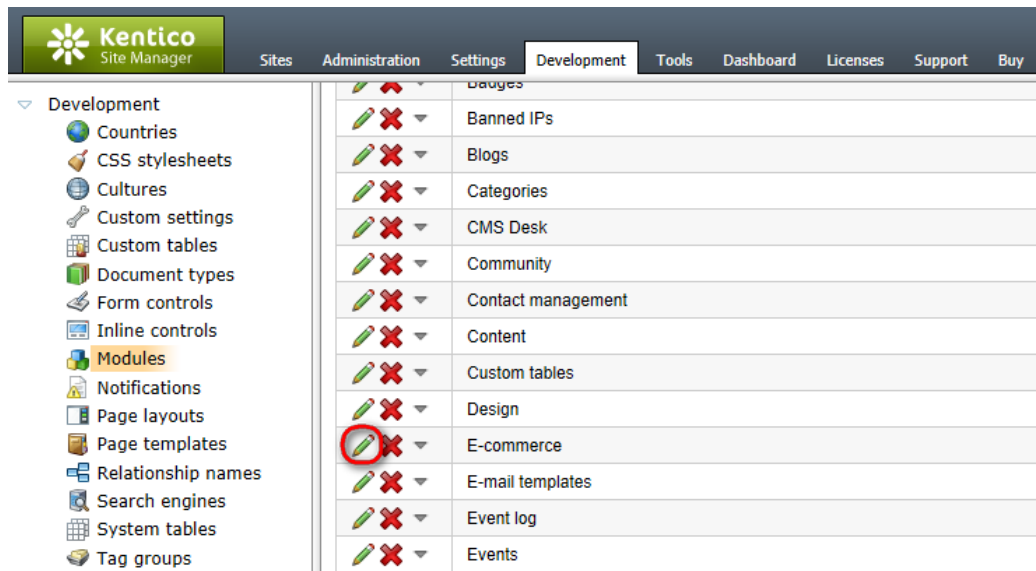 Kentico
Site Manager
Sites Administration Settings Development Tools Dashboard Licenses Support Buy
Development
Countries
CSS stylesheets
Cultures
Custom settings
Custom tables
Document types
Form controls
Inline controls
Modules
Notifications
Page layouts
Page templates
Relationship names
Search engines
System tables
Tag groups
Badges
Banned IPs
Blogs
Categories
CMS Desk
Community
Contact management
Content
Custom tables
Design
E-commerce
E-mail templates
Event log
Events